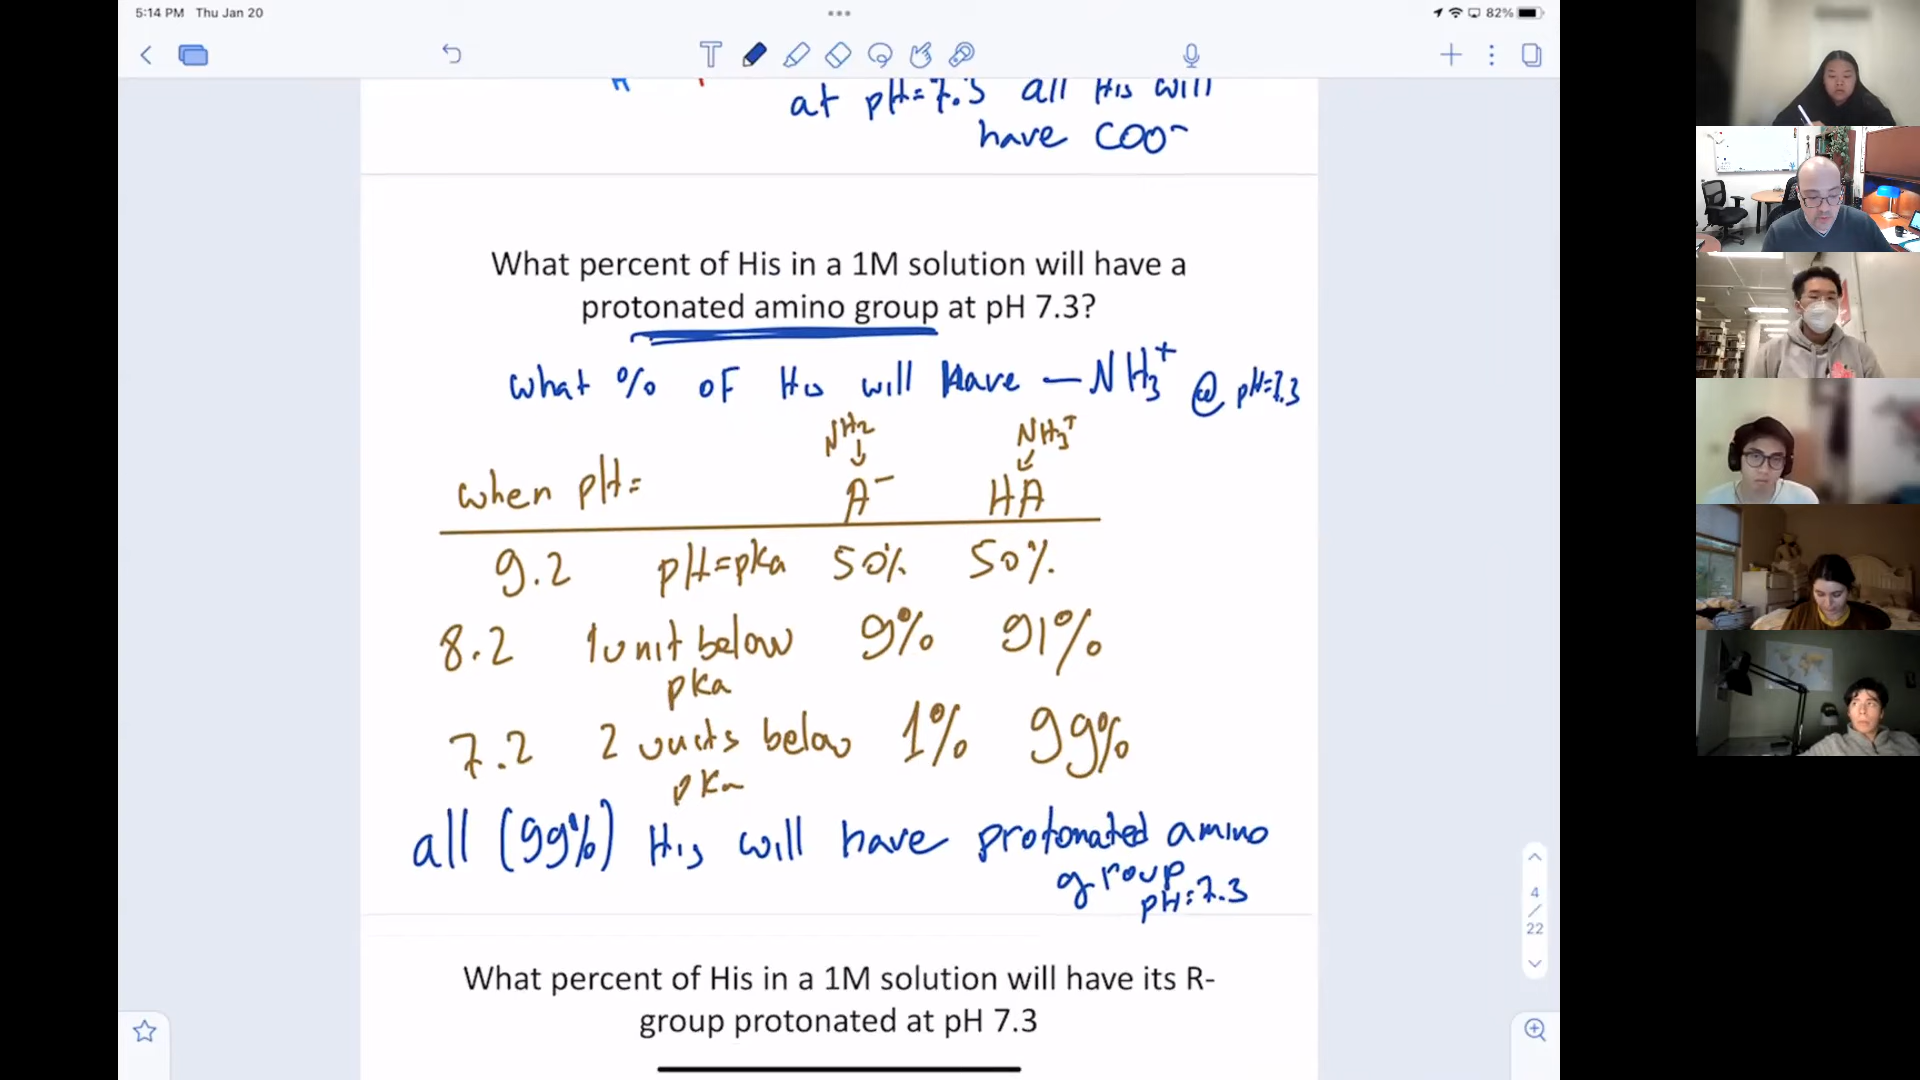 5:14 PM Thu Jan 20
82%
at pH=7.3 all His will
have COO-
What percent of His in a 1M solution will have a
protonated amino group at pH 7.3?
what % of His will have —NH3+ @ pH=7.3
NH2 NH3+
when pH= A- HA
9.2 pH=pka 50% 50%
8.2 1 unit below 9% 91%
pKa
7.2 2 units below 1% 99%
pKa
all (99%) His will have protonated amino
group
pH=7.3
4
/
22
What percent of His in a 1M solution will have its R-
group protonated at pH 7.3